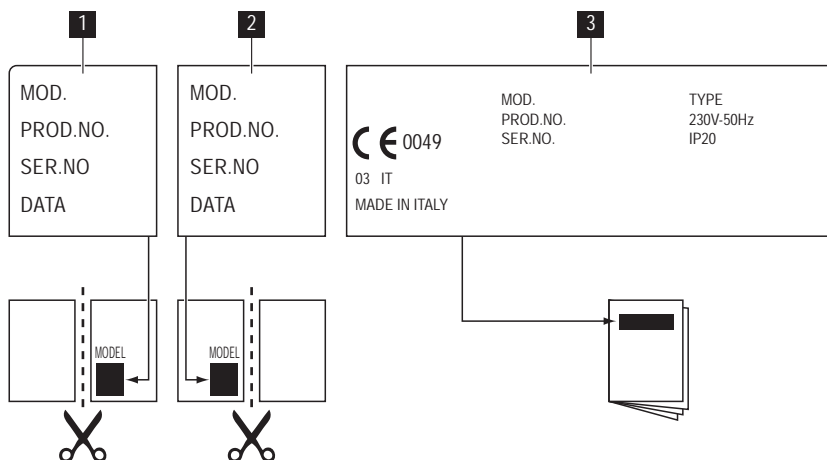 1
2
3
MOD.
PROD.NO.
SER.NO
DATA
MOD.
PROD.NO.
SER.NO
DATA
CE 0049
03 IT
MADE IN ITALY
MOD.
PROD.NO.
SER.NO.
TYPE
230V-50Hz
IP20
MODEL
MODEL